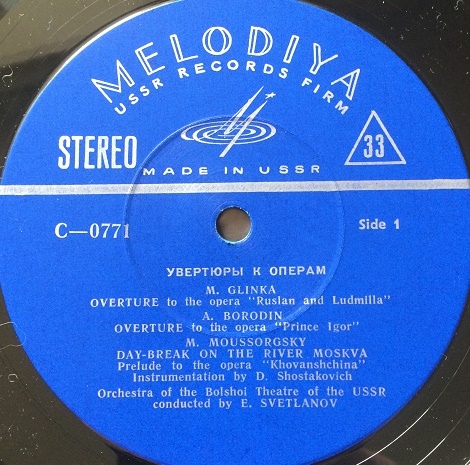 MELODIYA
USSR RECORDS FIRM
STEREO
33
MADE IN USSR
C—0771
Side 1
УВЕРТЮРЫ К ОПЕРАМ
M. GLINKA
OVERTURE to the opera "Ruslan and Ludmilla"
A. BORODIN
OVERTURE to the opera "Prince Igor"
M. MOUSSORGSKY
DAY-BREAK ON THE RIVER MOSKVA
Prelude to the opera "Khovanshchina"
Instrumentation by D. Shostakovich
Orchestra of the Bolshoi Theatre of the USSR
conducted by E. SVETLANOV